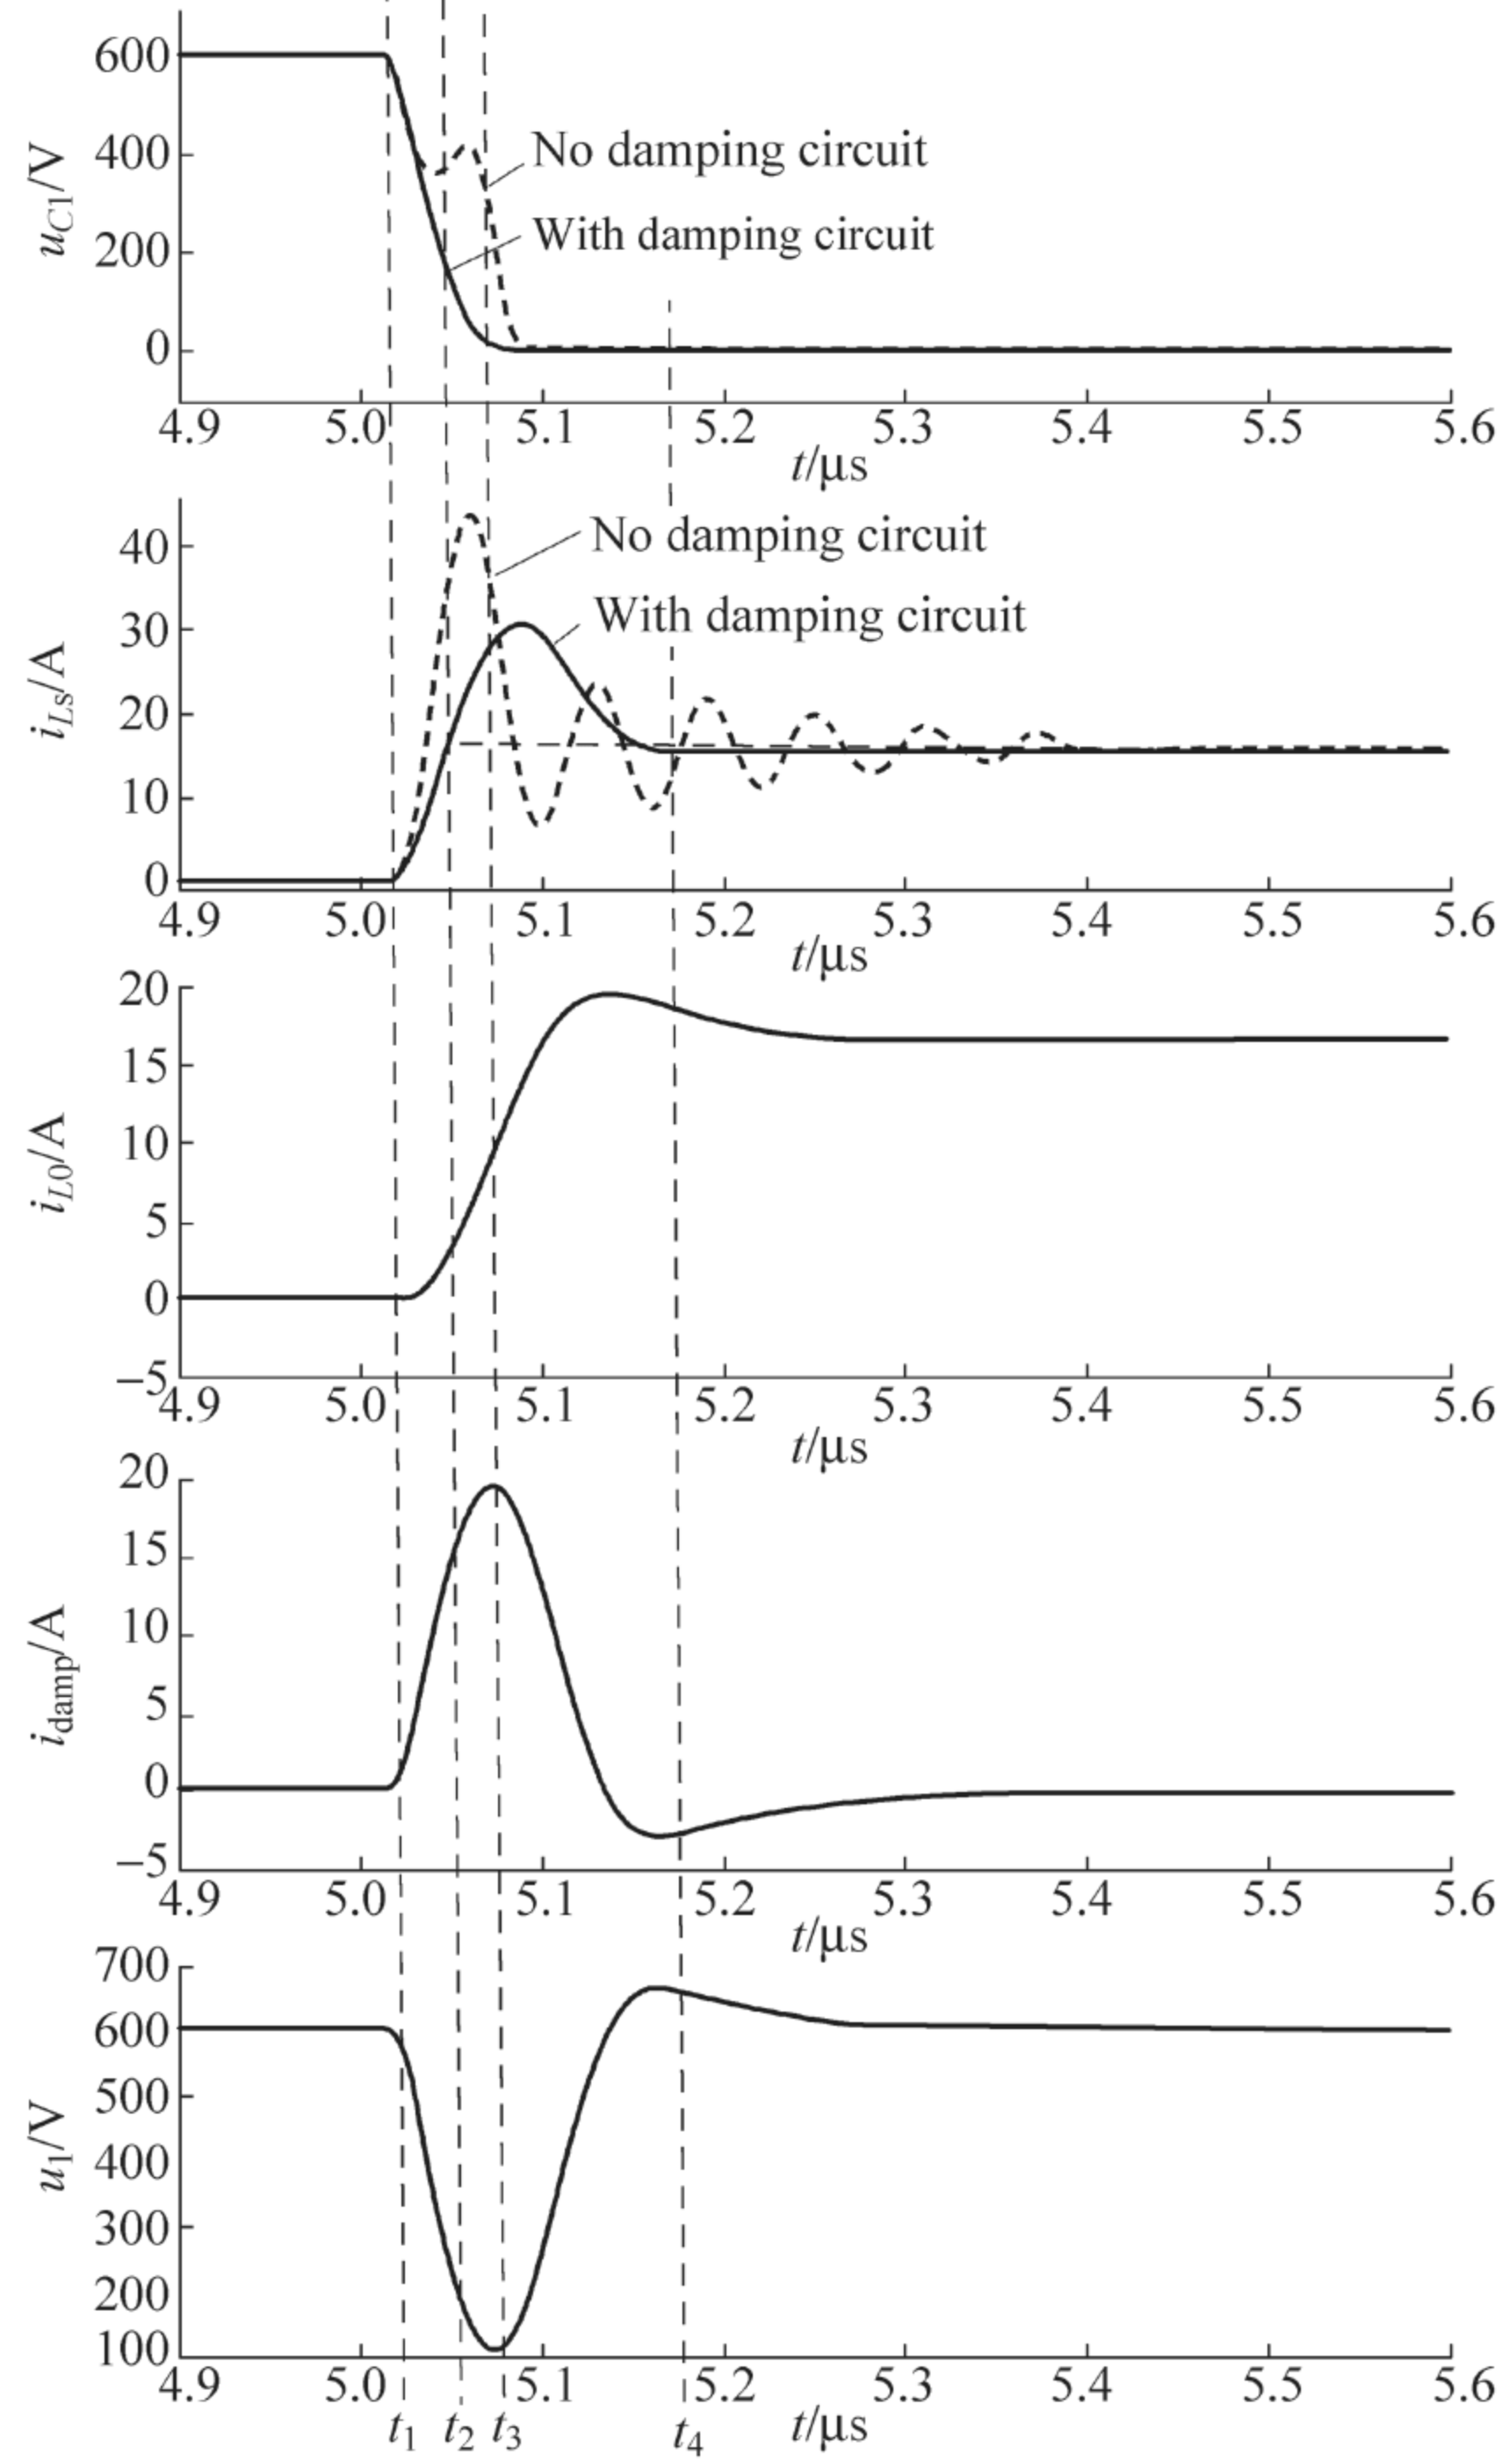 600
400
200
0
u_C1/V
No damping circuit
With damping circuit
4.9 5.0 5.1 5.2 5.3 5.4 5.5 5.6
t/μs
40
30
20
10
0
i_Ls/A
No damping circuit
With damping circuit
4.9 5.0 5.1 5.2 5.3 5.4 5.5 5.6
t/μs
20
15
10
5
0
−5
i_L0/A
4.9 5.0 5.1 5.2 5.3 5.4 5.5 5.6
t/μs
20
15
10
5
0
−5
i_damp/A
4.9 5.0 5.1 5.2 5.3 5.4 5.5 5.6
t/μs
700
600
500
400
300
200
100
u_1/V
4.9 5.0 5.1 5.2 5.3 5.4 5.5 5.6
t_1 t_2 t_3 t_4 t/μs